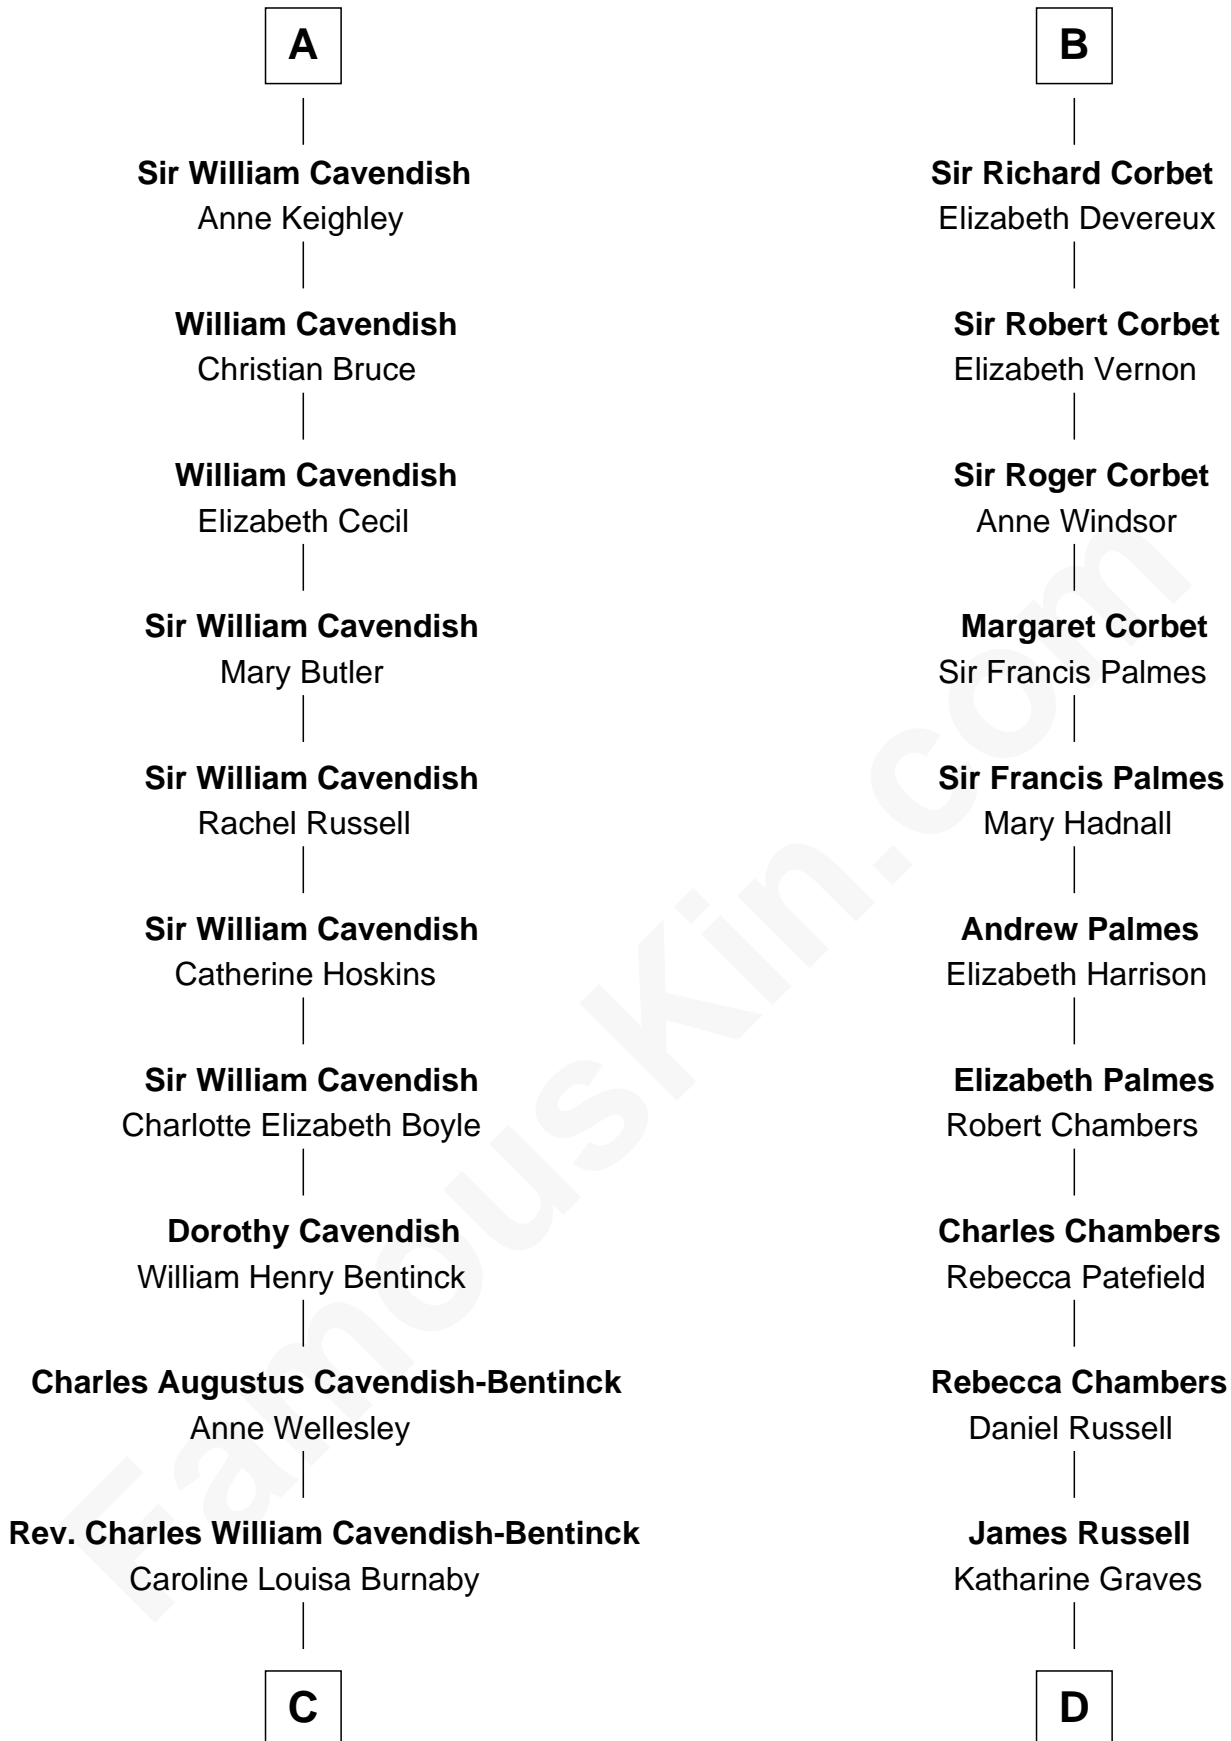 A
Sir William Cavendish
Anne Keighley
William Cavendish
Christian Bruce
William Cavendish
Elizabeth Cecil
Sir William Cavendish
Mary Butler
Sir William Cavendish
Rachel Russell
Sir William Cavendish
Catherine Hoskins
Sir William Cavendish
Charlotte Elizabeth Boyle
Dorothy Cavendish
William Henry Bentinck
Charles Augustus Cavendish-Bentinck
Anne Wellesley
Rev. Charles William Cavendish-Bentinck
Caroline Louisa Burnaby
C
B
Sir Richard Corbet
Elizabeth Devereux
Sir Robert Corbet
Elizabeth Vernon
Sir Roger Corbet
Anne Windsor
Margaret Corbet
Sir Francis Palmes
Sir Francis Palmes
Mary Hadnall
Andrew Palmes
Elizabeth Harrison
Elizabeth Palmes
Robert Chambers
Charles Chambers
Rebecca Patefield
Rebecca Chambers
Daniel Russell
James Russell
Katharine Graves
D
FamousKin.com